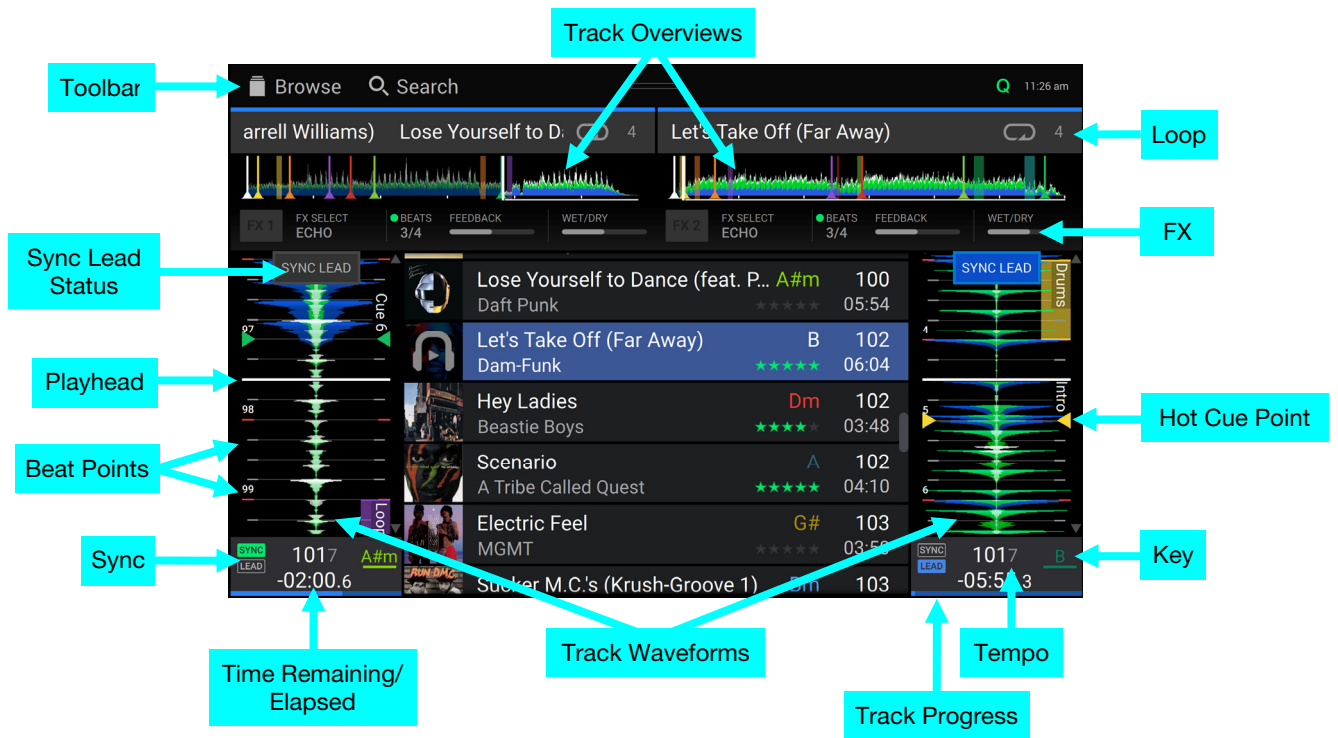 Track Overviews
Toolbar
Browse Search
Q 11:26 am
arrell Williams) Lose Yourself to D 4
Let's Take Off (Far Away) 4
Loop
FX 1 FX SELECT ECHO BEATS 3/4 FEEDBACK WET/DRY
FX 2 FX SELECT ECHO BEATS 3/4 FEEDBACK WET/DRY
FX
Sync Lead
Status
SYNC LEAD
Cue 6
97
98
99
Loop
Playhead
Beat Points
Lose Yourself to Dance (feat. P... A#m 100
Daft Punk ★★★★★ 05:54
Let's Take Off (Far Away) B 102
Dam-Funk ★★★★★ 06:04
Hey Ladies Dm 102
Beastie Boys ★★★★★ 03:48
Scenario A 102
A Tribe Called Quest ★★★★★ 04:10
Electric Feel G# 103
MGMT ★★★★★
Sucker M.C.'s (Krush-Groove 1) 103
RUN-DMC
SYNC LEAD
Drums
4
Intro
5
6
Hot Cue Point
Sync
SYNC
LEAD
1017 A#m
-02:00.6
SYNC
LEAD
1017 B
Key
Time Remaining/
Elapsed
Track Waveforms
Tempo
Track Progress